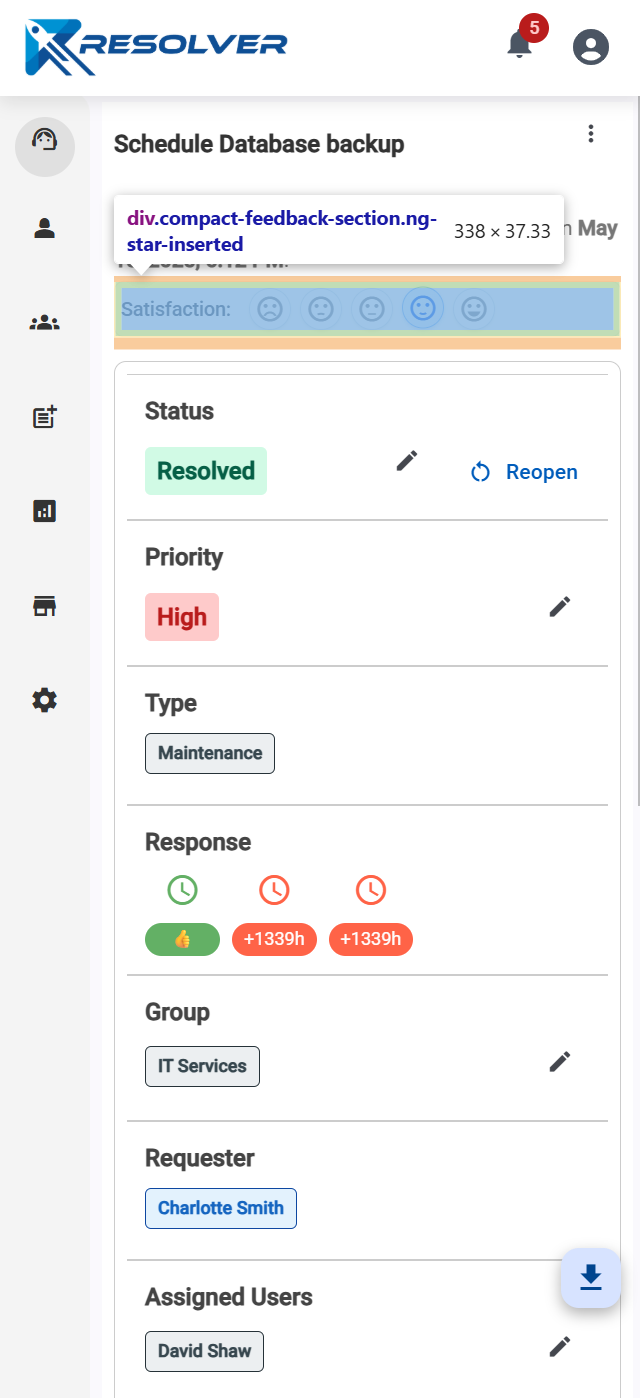 RESOLVER
5
Schedule Database backup
div.compact-feedback-section.ng-
star-inserted
338 × 37.33
May
Satisfaction:
Status
Resolved
Reopen
Priority
High
Type
Maintenance
Response
👍 +1339h +1339h
Group
IT Services
Requester
Charlotte Smith
Assigned Users
David Shaw